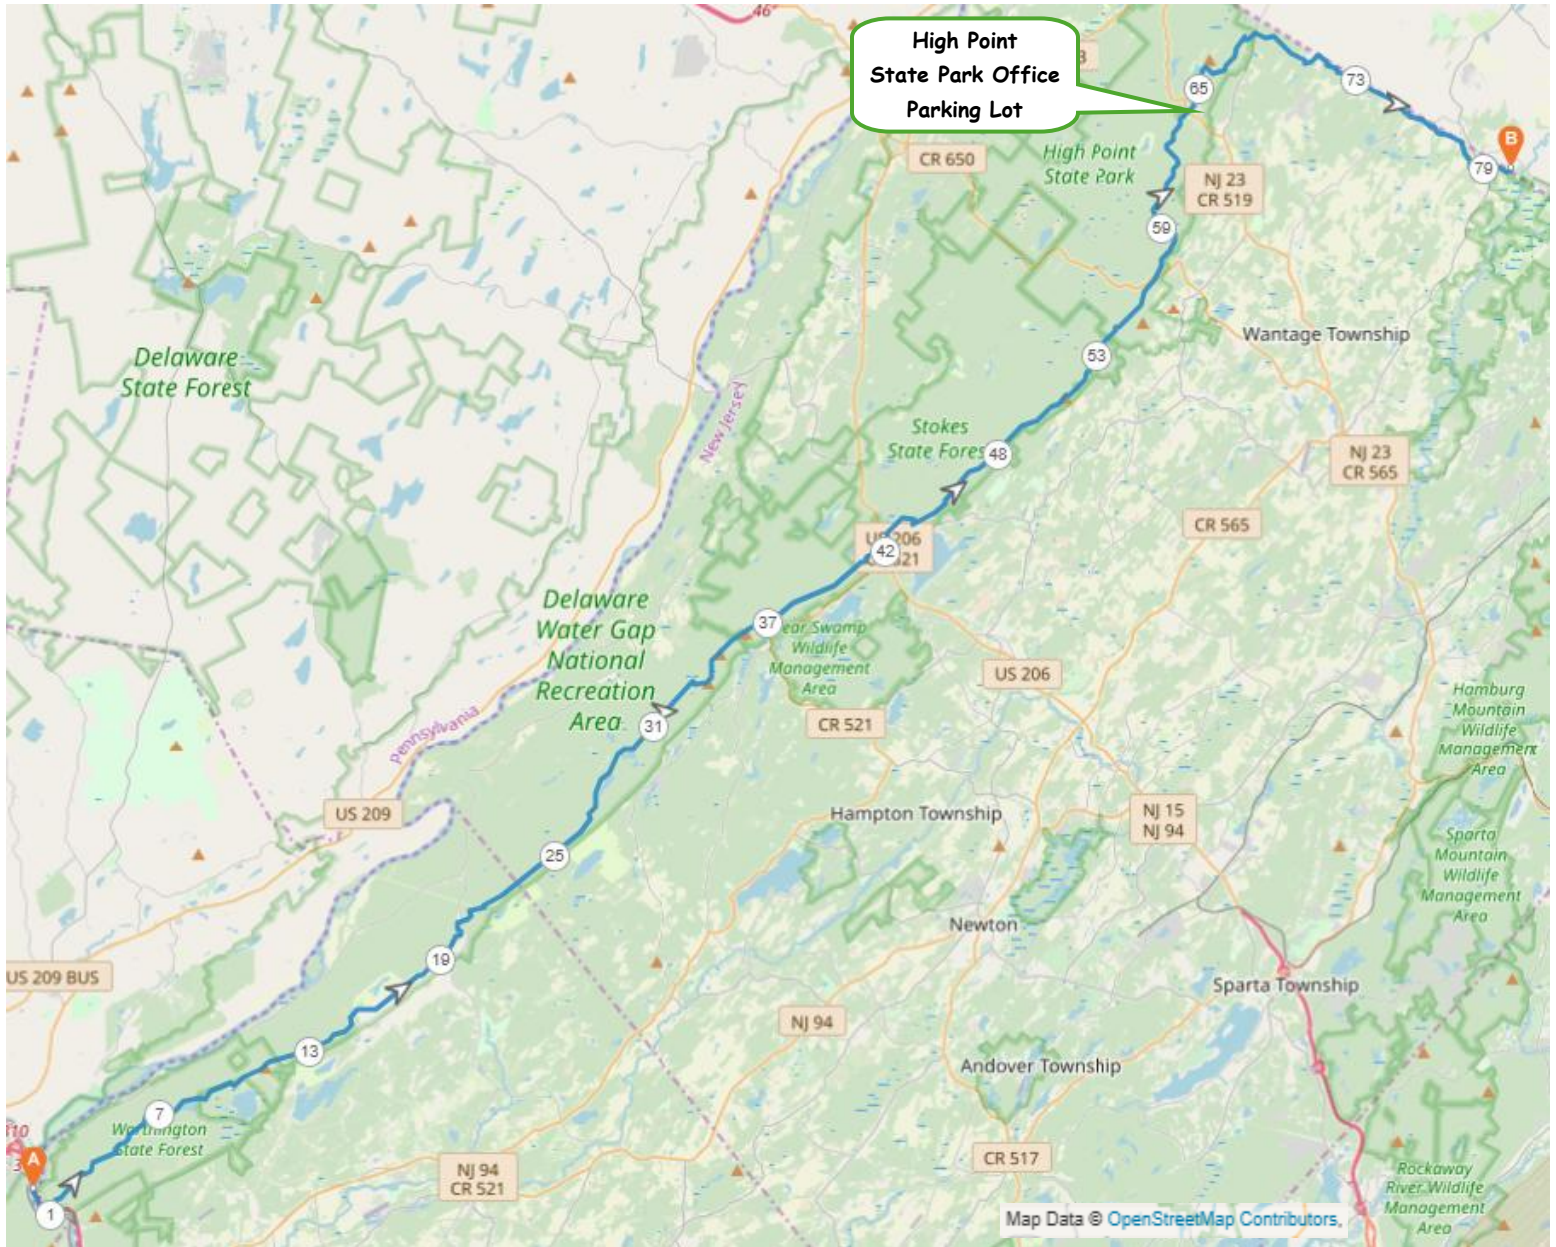 46
High Point
State Park Office
Parking Lot
3
65
73
B
79
CR 650
High Point
State Park
NJ 23
CR 519
59
Wantage Township
Delaware
State Forest
53
New Jersey
Stokes
State Forest
48
NJ 23
CR 565
CR 565
US 206
42
Delaware
Water Gap
National
Recreation
Area
37
Swamp
Wildlife
Management
Area
US 206
31
CR 521
Hamburg
Mountain
Wildlife
Management
Area
Pennsylvania
US 209
Hampton Township
NJ 15
NJ 94
Sparta
Mountain
Wildlife
Management
Area
25
Newton
19
US 209 BUS
Sparta Township
NJ 94
13
Andover Township
7
Worthington
State Forest
A
NJ 94
CR 521
CR 517
Rockaway
River Wildlife
Management
Area
1
Map Data © OpenStreetMap Contributors,